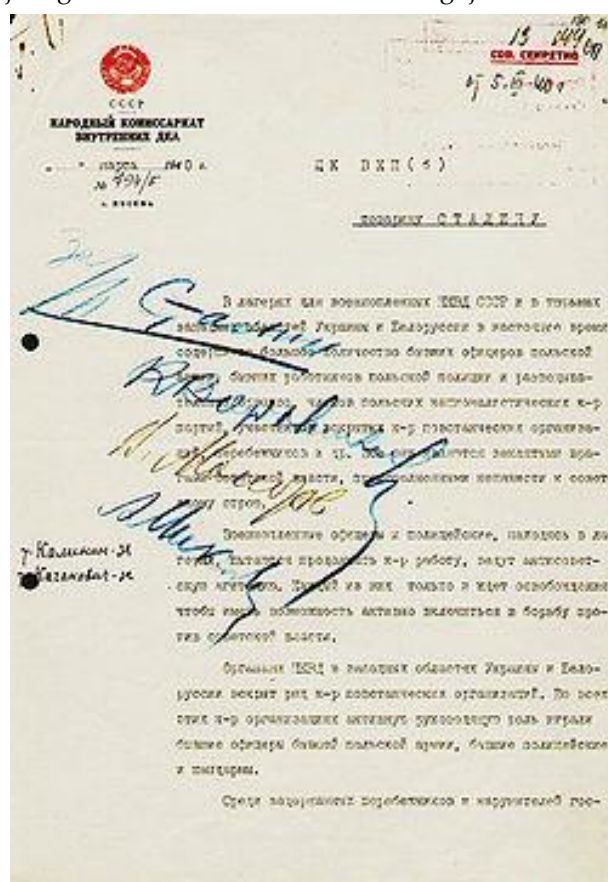 13 144
СОВ. СЕКРЕТНО
от 5.III-40 г
СССР
НАРОДНЫЙ КОМИССАРИАТ
ВНУТРЕННИХ ДЕЛ
марта 1940 г.
№ 794/Б
г. МОСКВА
ЦК ВКП(б)
товарищу СТАЛИНУ
За
И Сталин
К Ворошилов
В. Молотов
А Микоян
т. Калинин - за
Каганович - за
В лагерях для военнопленных НКВД СССР и в тюрьмах
западных областей Украины и Белоруссии в настоящее время
содержится большое количество бывших офицеров польской
армии, бывших работников польской полиции и разведыва-
тельных органов, членов польских националистических к-р
партий, участников вскрытых к-р повстанческих организа-
ций, перебежчиков и др. Все они являются заклятыми вра-
гами советской власти, преисполненными ненависти к совет
скому строю.
Военнопленные офицеры и полицейские, находясь в ла
герях, пытаются продолжать к-р работу, ведут антисовет-
скую агитацию. Каждый из них только и ждет освобождения,
чтобы иметь возможность активно включиться в борьбу про-
тив советской власти.
Органами НКВД в западных областях Украины и Бело-
руссии вскрыт ряд к-р повстанческих организаций. Во всех
этих к-р организациях активную руководящую роль играли
бывшие офицеры бывшей польской армии, бывшие полицейские
и жандармы.
Среди задержанных перебежчиков и нарушителей гос-